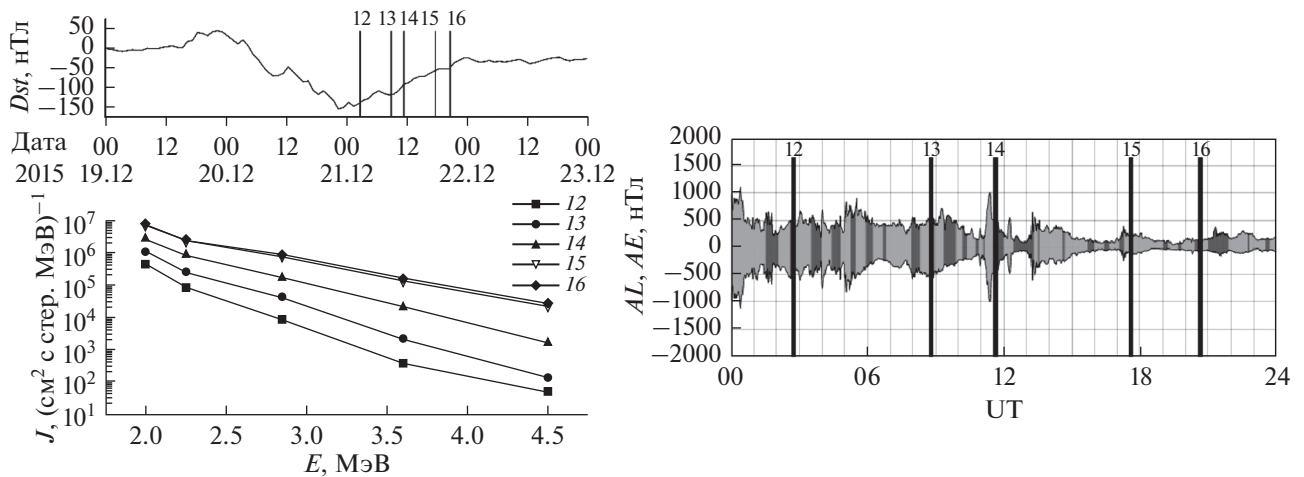 50
0
−50
−100
−150
Dst, нТл
12 13 14 15 16
Дата 00 12 00 12 00 12 00 12 00
2015 19.12 20.12 21.12 22.12 23.12
J, (см² с стер. МэВ)⁻¹
10⁷
10⁶
10⁵
10⁴
10³
10²
10¹
12
13
14
15
16
2.0 2.5 3.0 3.5 4.0 4.5
E, МэВ
AL, AE, нТл
2000
1500
1000
500
0
−500
−1000
−1500
−2000
12 13 14 15 16
00 06 12 18 24
UT